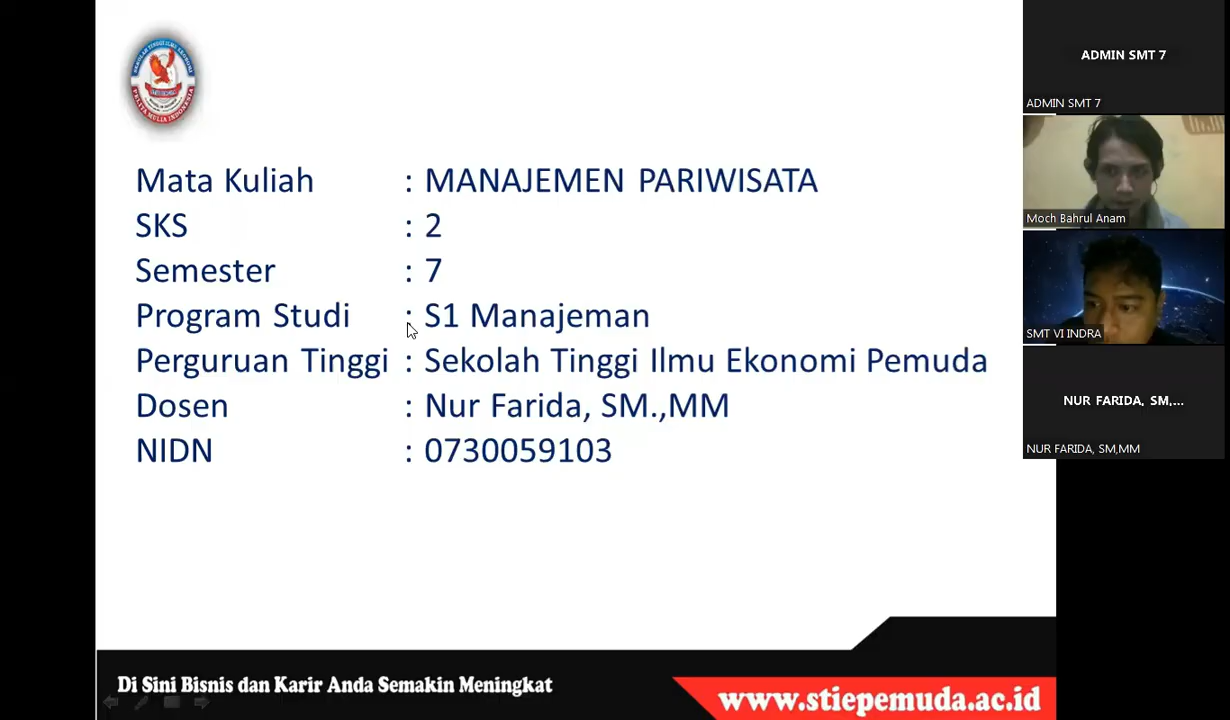 Mata Kuliah : MANAJEMEN PARIWISATA
SKS : 2
Semester : 7
Program Studi : S1 Manajeman
Perguruan Tinggi : Sekolah Tinggi Ilmu Ekonomi Pemuda
Dosen : Nur Farida, SM.,MM
NIDN : 0730059103
Di Sini Bisnis dan Karir Anda Semakin Meningkat
www.stiepemuda.ac.id
ADMIN SMT 7
ADMIN SMT 7
Moch Bahrul Anam
SMT VI INDRA
NUR FARIDA, SM,...
NUR FARIDA, SM,MM